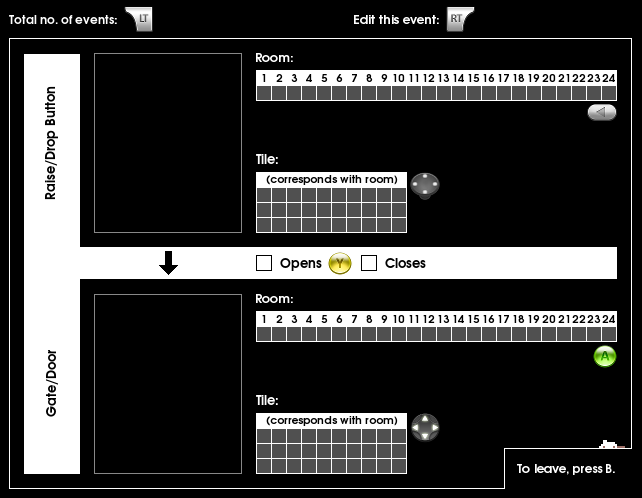 Total no. of events: LT
Edit this event: RT
Raise/Drop Button
Room:
1 2 3 4 5 6 7 8 9 10 11 12 13 14 15 16 17 18 19 20 21 22 23 24
Tile:
(corresponds with room)
Opens Y Closes
Gate/Door
Room:
1 2 3 4 5 6 7 8 9 10 11 12 13 14 15 16 17 18 19 20 21 22 23 24
A
Tile:
(corresponds with room)
To leave, press B.